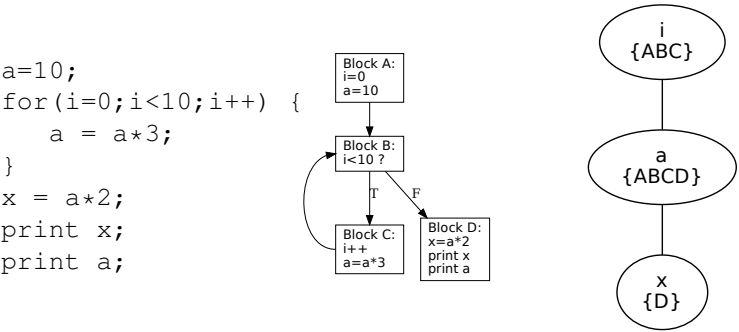 a=10;
for(i=0;i<10;i++) {
a = a*3;
}
x = a*2;
print x;
print a;
Block A:
i=0
a=10
Block B:
i<10 ?
T
F
Block C:
i++
a=a*3
Block D:
x=a*2
print x
print a
i
{ABC}
a
{ABCD}
x
{D}